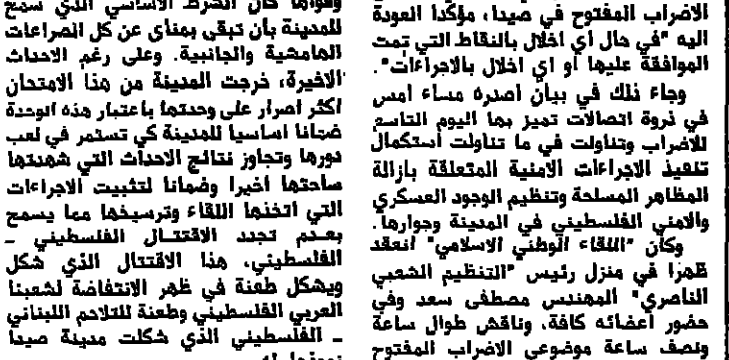 الاضراب المفتوح في صيدا، مؤكدا العودة
اليه "في حال أي اخلال بالنقاط التي تمت
الموافقة عليها أو اي اخلال بالاجراءات".
وجاء ذلك في بيان اصدره مساء امس
في ذروة اتصالات تميز بها اليوم التاسع
للاضراب وتناولت في ما تناولت استكمال
تنفيذ الاجراءات الامنية المتعلقة بازالة
المظاهر المسلحة وتنظيم الوجود العسكري
والامني الفلسطيني في المدينة وجوارها.
وكان "اللقاء الوطني الاسلامي" انعقد
ظهرا في منزل رئيس "التنظيم الشعبي
الناصري" المهندس مصطفى سعد وفي
حضور اعضائه كافة، وناقش طوال ساعة
ونصف ساعة موضوعي الاضراب المفتوح
وقواها كان الشرط الاساسي الذي سمح
للمدينة بأن تبقى بمنأى عن كل الصراعات
الهامشية والجانبية. وعلى رغم الاحداث
الاخيرة، خرجت المدينة من هذا الامتحان
اكثر اصرار على وحدتها باعتبار هذه الوحدة
ضمانا اساسيا للمدينة كي تستمر في لعب
دورها وتجاوز نتائج الاحداث التي شهدتها
ساحتها اخيرا وضمانا لتثبيت الاجراءات
التي اتخذها اللقاء وترسيخها مما يسمح
بعدم تجدد الاقتتال الفلسطيني ـ
الفلسطيني، هذا الاقتتال الذي شكل
ويشكل طعنة في ظهر الانتفاضة لشعبنا
العربي الفلسطيني وطعنة للتلاحم اللبناني
ـ الفلسطيني الذي شكلت مدينة صيدا